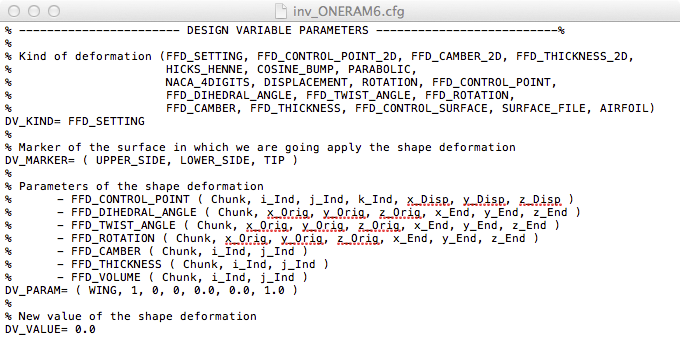 inv_ONERAM6.cfg
% ----------------------- DESIGN VARIABLE PARAMETERS --------------------------%
%
% Kind of deformation (FFD_SETTING, FFD_CONTROL_POINT_2D, FFD_CAMBER_2D, FFD_THICKNESS_2D,
% HICKS_HENNE, COSINE_BUMP, PARABOLIC,
% NACA_4DIGITS, DISPLACEMENT, ROTATION, FFD_CONTROL_POINT,
% FFD_DIHEDRAL_ANGLE, FFD_TWIST_ANGLE, FFD_ROTATION,
% FFD_CAMBER, FFD_THICKNESS, FFD_CONTROL_SURFACE, SURFACE_FILE, AIRFOIL)
DV_KIND= FFD_SETTING
%
% Marker of the surface in which we are going apply the shape deformation
DV_MARKER= ( UPPER_SIDE, LOWER_SIDE, TIP )
%
% Parameters of the shape deformation
% - FFD_CONTROL_POINT ( Chunk, i_Ind, j_Ind, k_Ind, x_Disp, y_Disp, z_Disp )
% - FFD_DIHEDRAL_ANGLE ( Chunk, x_Orig, y_Orig, z_Orig, x_End, y_End, z_End )
% - FFD_TWIST_ANGLE ( Chunk, x_Orig, y_Orig, z_Orig, x_End, y_End, z_End )
% - FFD_ROTATION ( Chunk, x_Orig, y_Orig, z_Orig, x_End, y_End, z_End )
% - FFD_CAMBER ( Chunk, i_Ind, j_Ind )
% - FFD_THICKNESS ( Chunk, i_Ind, j_Ind )
% - FFD_VOLUME ( Chunk, i_Ind, j_Ind )
DV_PARAM= ( WING, 1, 0, 0, 0.0, 0.0, 1.0 )
%
% New value of the shape deformation
DV_VALUE= 0.0